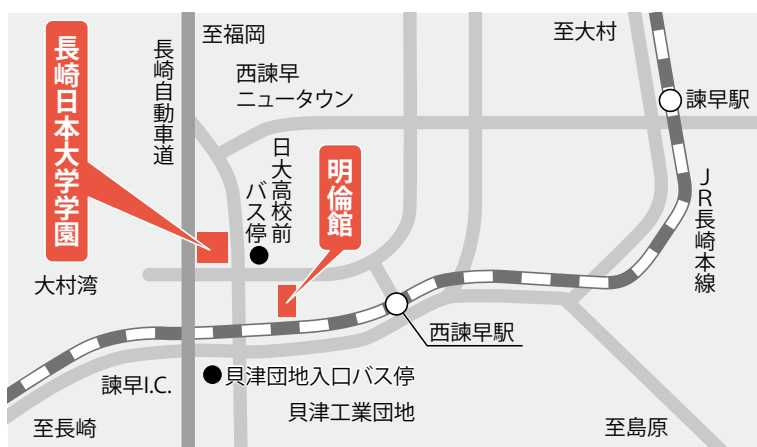 至福岡
至大村
長崎日本大学学園
長崎自動車道
西諫早
ニュータウン
諫早駅
日大高校前
バス停
明倫館
JR長崎本線
大村湾
西諫早駅
諫早I.C.
貝津団地入口バス停
貝津工業団地
至長崎
至島原